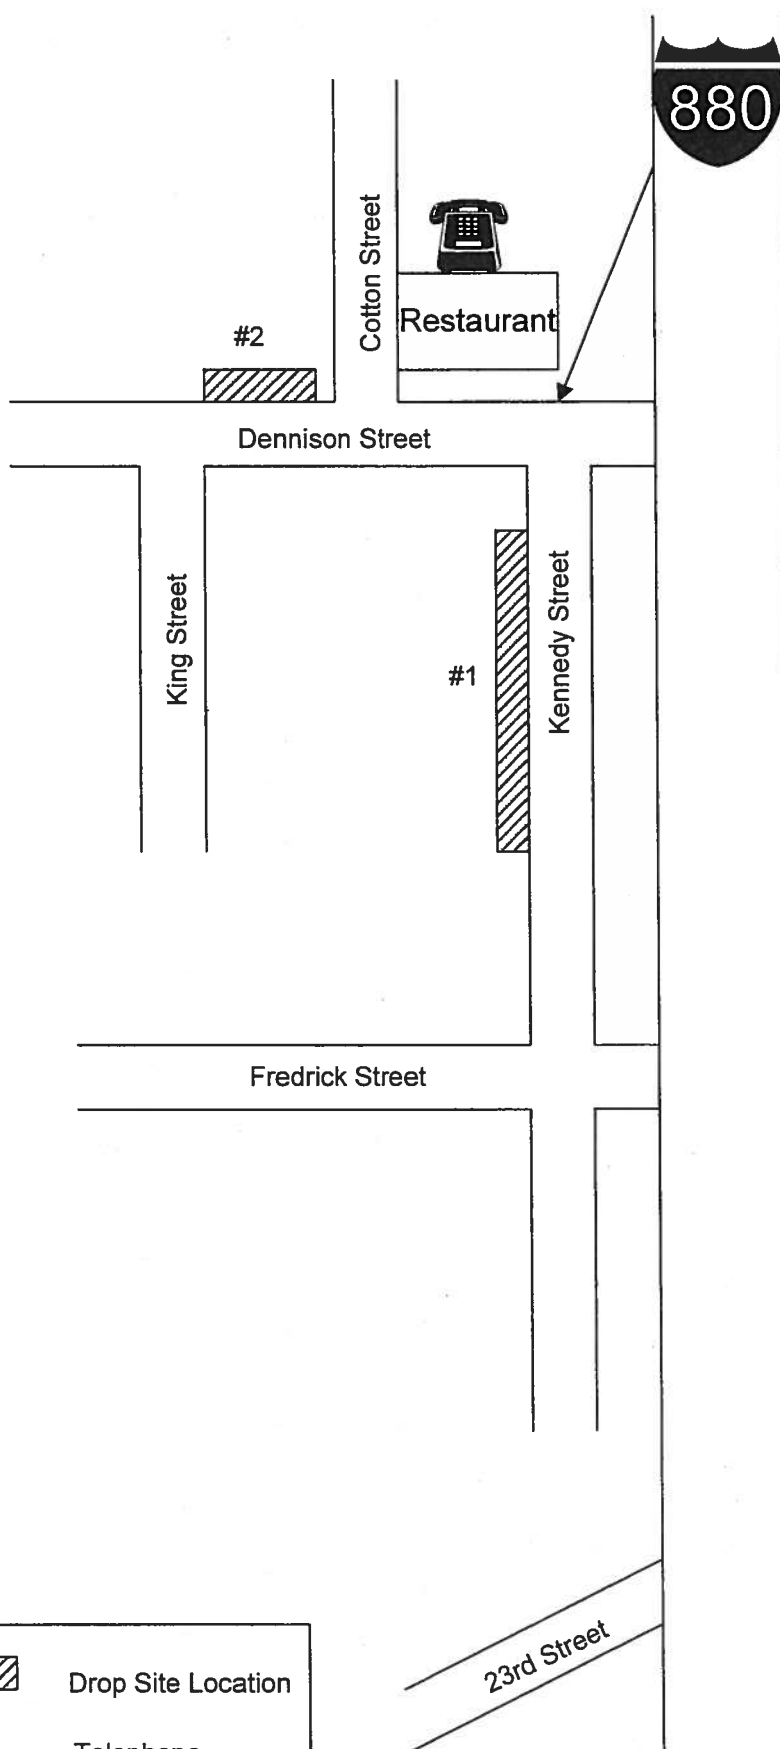 880
Cotton Street
Restaurant
#2
Dennison Street
King Street
Kennedy Street
#1
Fredrick Street
23rd Street
Drop Site Location
Telephone